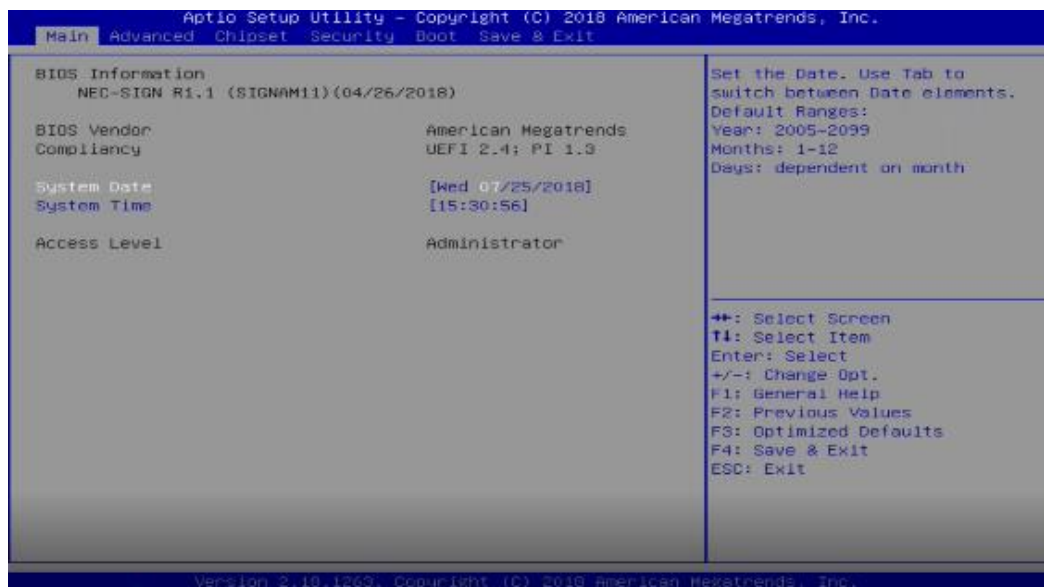 Aptio Setup Utility – Copyright (C) 2018 American Megatrends, Inc.
Main Advanced Chipset Security Boot Save & Exit
BIOS Information
NEC-SIGN R1.1 (SIGNAM11)(04/26/2018)
BIOS Vendor American Megatrends
Compliancy UEFI 2.4; PI 1.3
System Date [Wed 07/25/2018]
System Time [15:30:56]
Access Level Administrator
Set the Date. Use Tab to
switch between Date elements.
Default Ranges:
Year: 2005-2099
Months: 1-12
Days: dependent on month
→←: Select Screen
↑↓: Select Item
Enter: Select
+/-: Change Opt.
F1: General Help
F2: Previous Values
F3: Optimized Defaults
F4: Save & Exit
ESC: Exit
Version 2.18.1263. Copyright (C) 2018 American Megatrends, Inc.